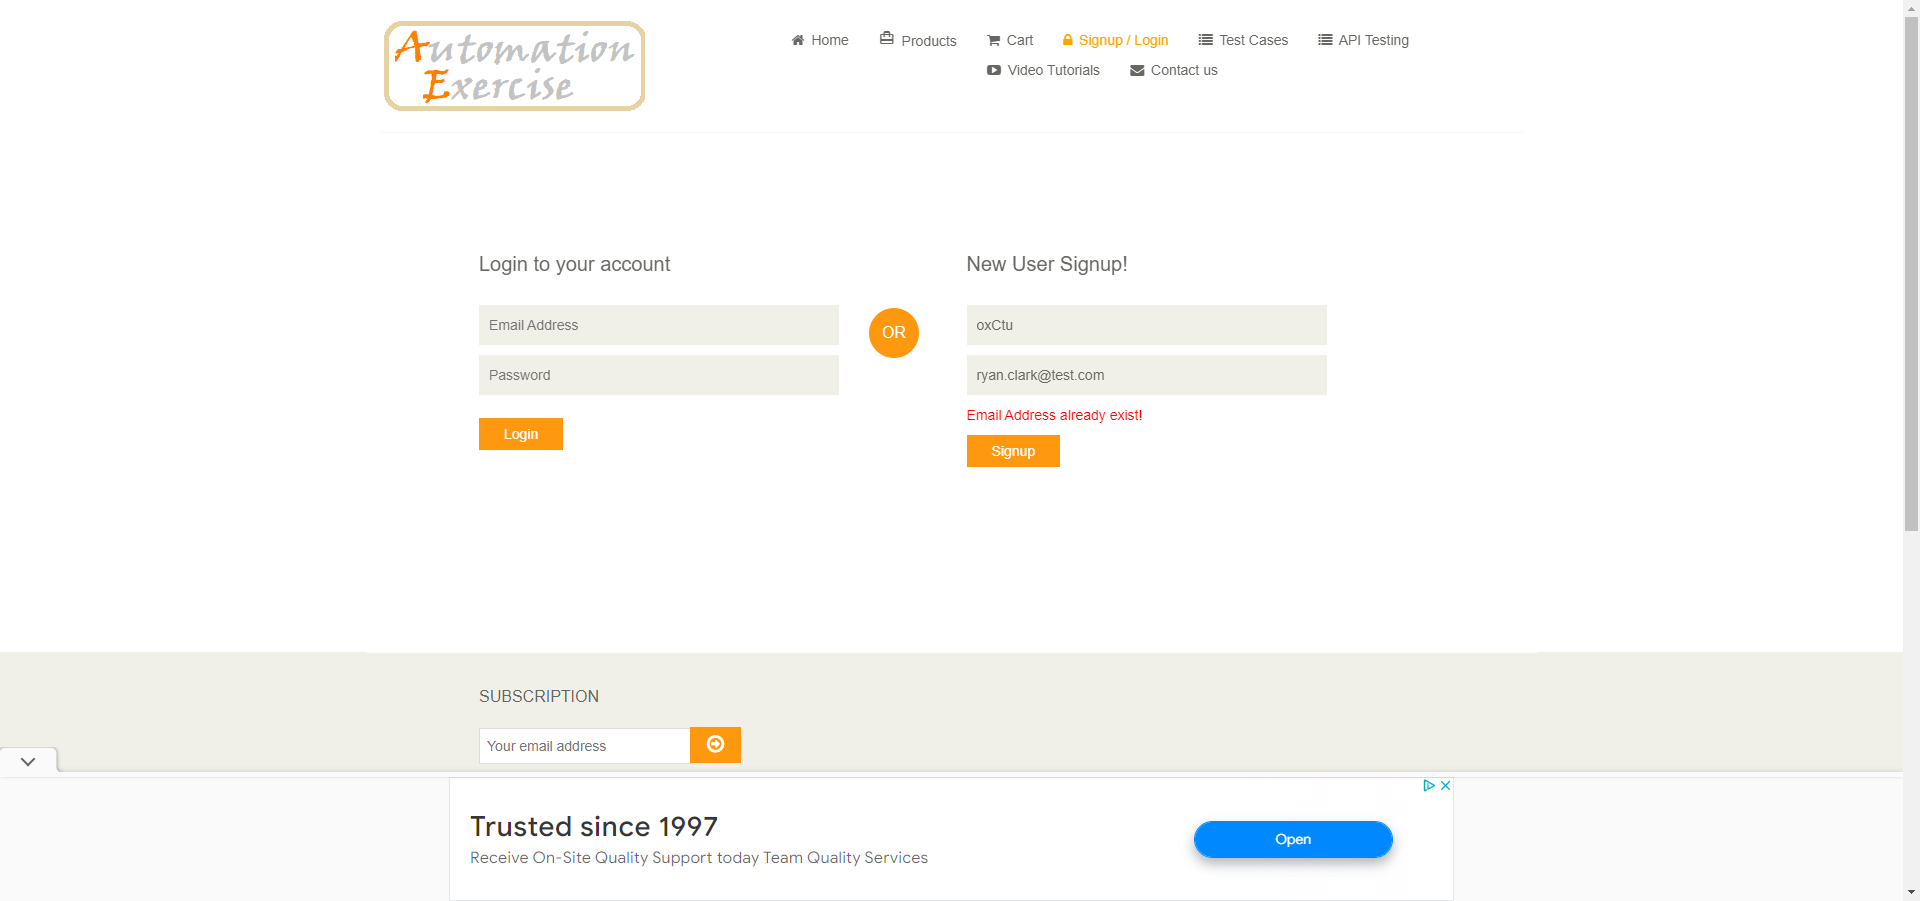 Automation
Exercise
Home
Products
Cart
Signup / Login
Test Cases
API Testing
Video Tutorials
Contact us
Login to your account
Email Address
Password
Login
OR
New User Signup!
oxCtu
ryan.clark@test.com
Email Address already exist!
Signup
SUBSCRIPTION
Your email address
Trusted since 1997
Receive On-Site Quality Support today Team Quality Services
Open